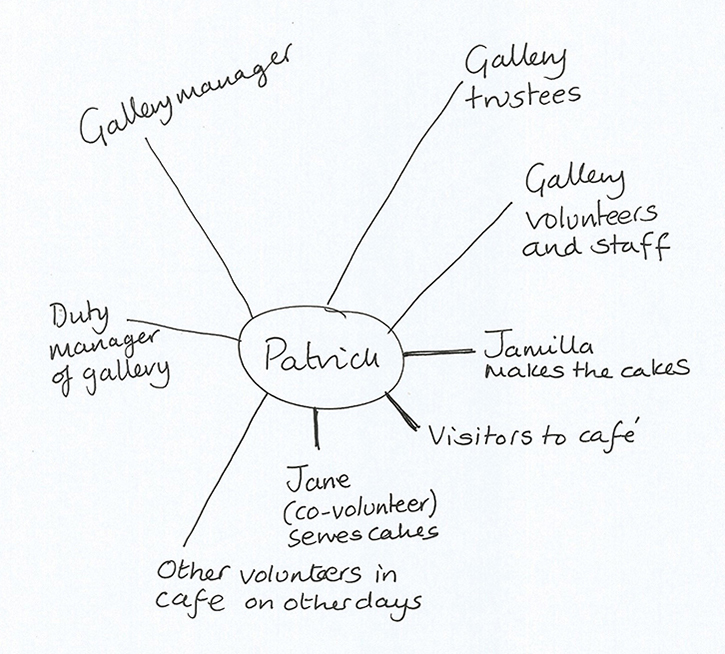 Gallery manager
Gallery
trustees
Gallery
volunteers
and staff
Duty
manager
of gallery
Patrick
Jamilla
makes the cakes
Visitors to café
Jane
(co-volunteer)
serves cakes
Other volunteers in
cafe on other days